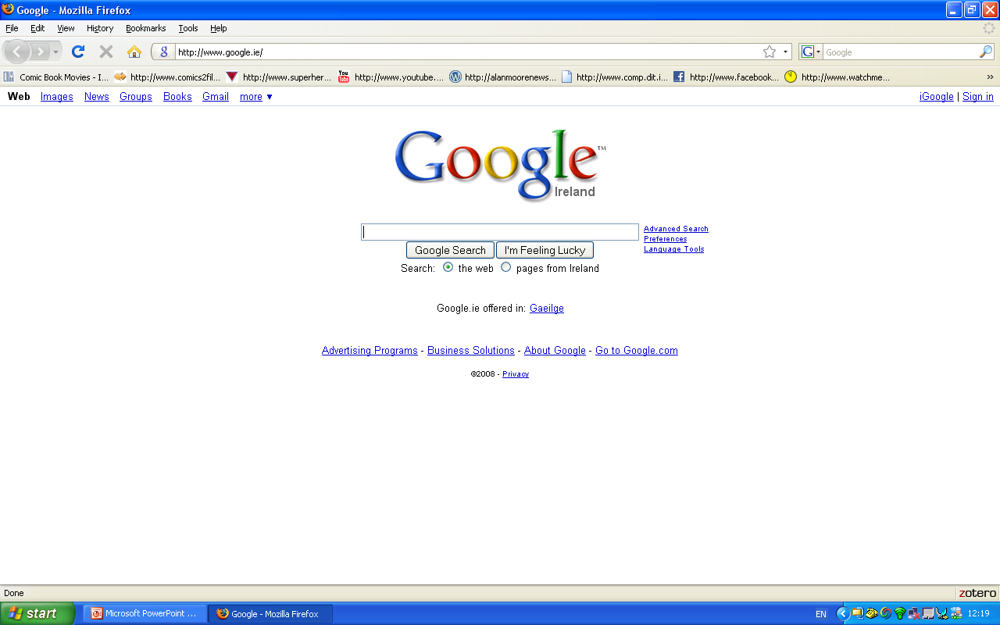 Google - Mozilla Firefox
File Edit View History Bookmarks Tools Help
http://www.google.ie/ Google
Comic Book Movies - I... http://www.comics2fil... http://www.superher... You Tube http://www.youtube.... http://alanmoorenews... http://www.comp.dit.i... http://www.facebook... http://www.watchme... »
Web Images News Groups Books Gmail more ▼ iGoogle | Sign in
Google™
Ireland
Advanced Search
Preferences
Language Tools
Google Search I'm Feeling Lucky
Search: the web pages from Ireland
Google.ie offered in: Gaeilge
Advertising Programs - Business Solutions - About Google - Go to Google.com
©2008 - Privacy
Done zotero
start Microsoft PowerPoint ... Google - Mozilla Firefox EN 12:19